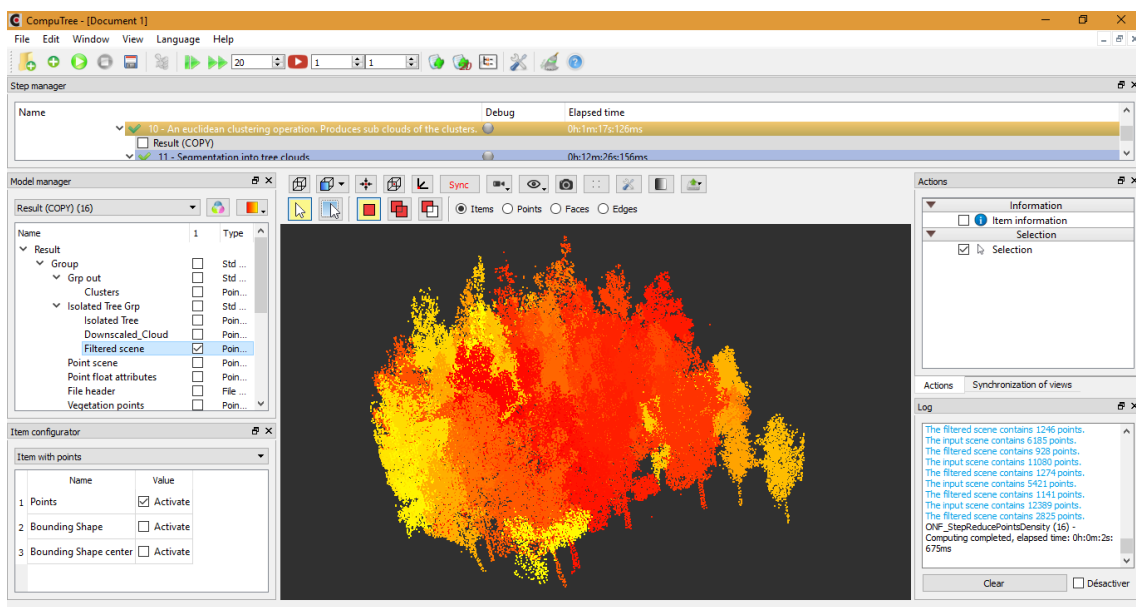 CompuTree - [Document 1]
File Edit Window View Language Help
20 1 1
Step manager
Name Debug Elapsed time
10 - An euclidean clustering operation. Produces sub clouds of the clusters. 0h:1m:17s:126ms
Result (COPY)
11 - Segmentation into tree clouds 0h:12m:26s:156ms
Model manager
Result (COPY) (16)
Name 1 Type
Result
Group Std ...
Grp out Std ...
Clusters Poin...
Isolated Tree Grp Std ...
Isolated Tree Poin...
Downscaled_Cloud Poin...
Filtered scene Poin...
Point scene Poin...
Point float attributes Poin...
File header File ...
Vegetation points Poin...
Item configurator
Item with points
Name Value
1 Points Activate
2 Bounding Shape Activate
3 Bounding Shape center Activate
Sync
Items Points Faces Edges
Actions
Information
Item information
Selection
Selection
Actions Synchronization of views
Log
The filtered scene contains 1246 points.
The input scene contains 6185 points.
The filtered scene contains 928 points.
The input scene contains 11080 points.
The filtered scene contains 1274 points.
The input scene contains 5421 points.
The filtered scene contains 1141 points.
The input scene contains 12389 points.
The filtered scene contains 2825 points.
ONF_StepReducePointsDensity (16) -
Computing completed, elapsed time: 0h:0m:2s:
675ms
Clear Désactiver